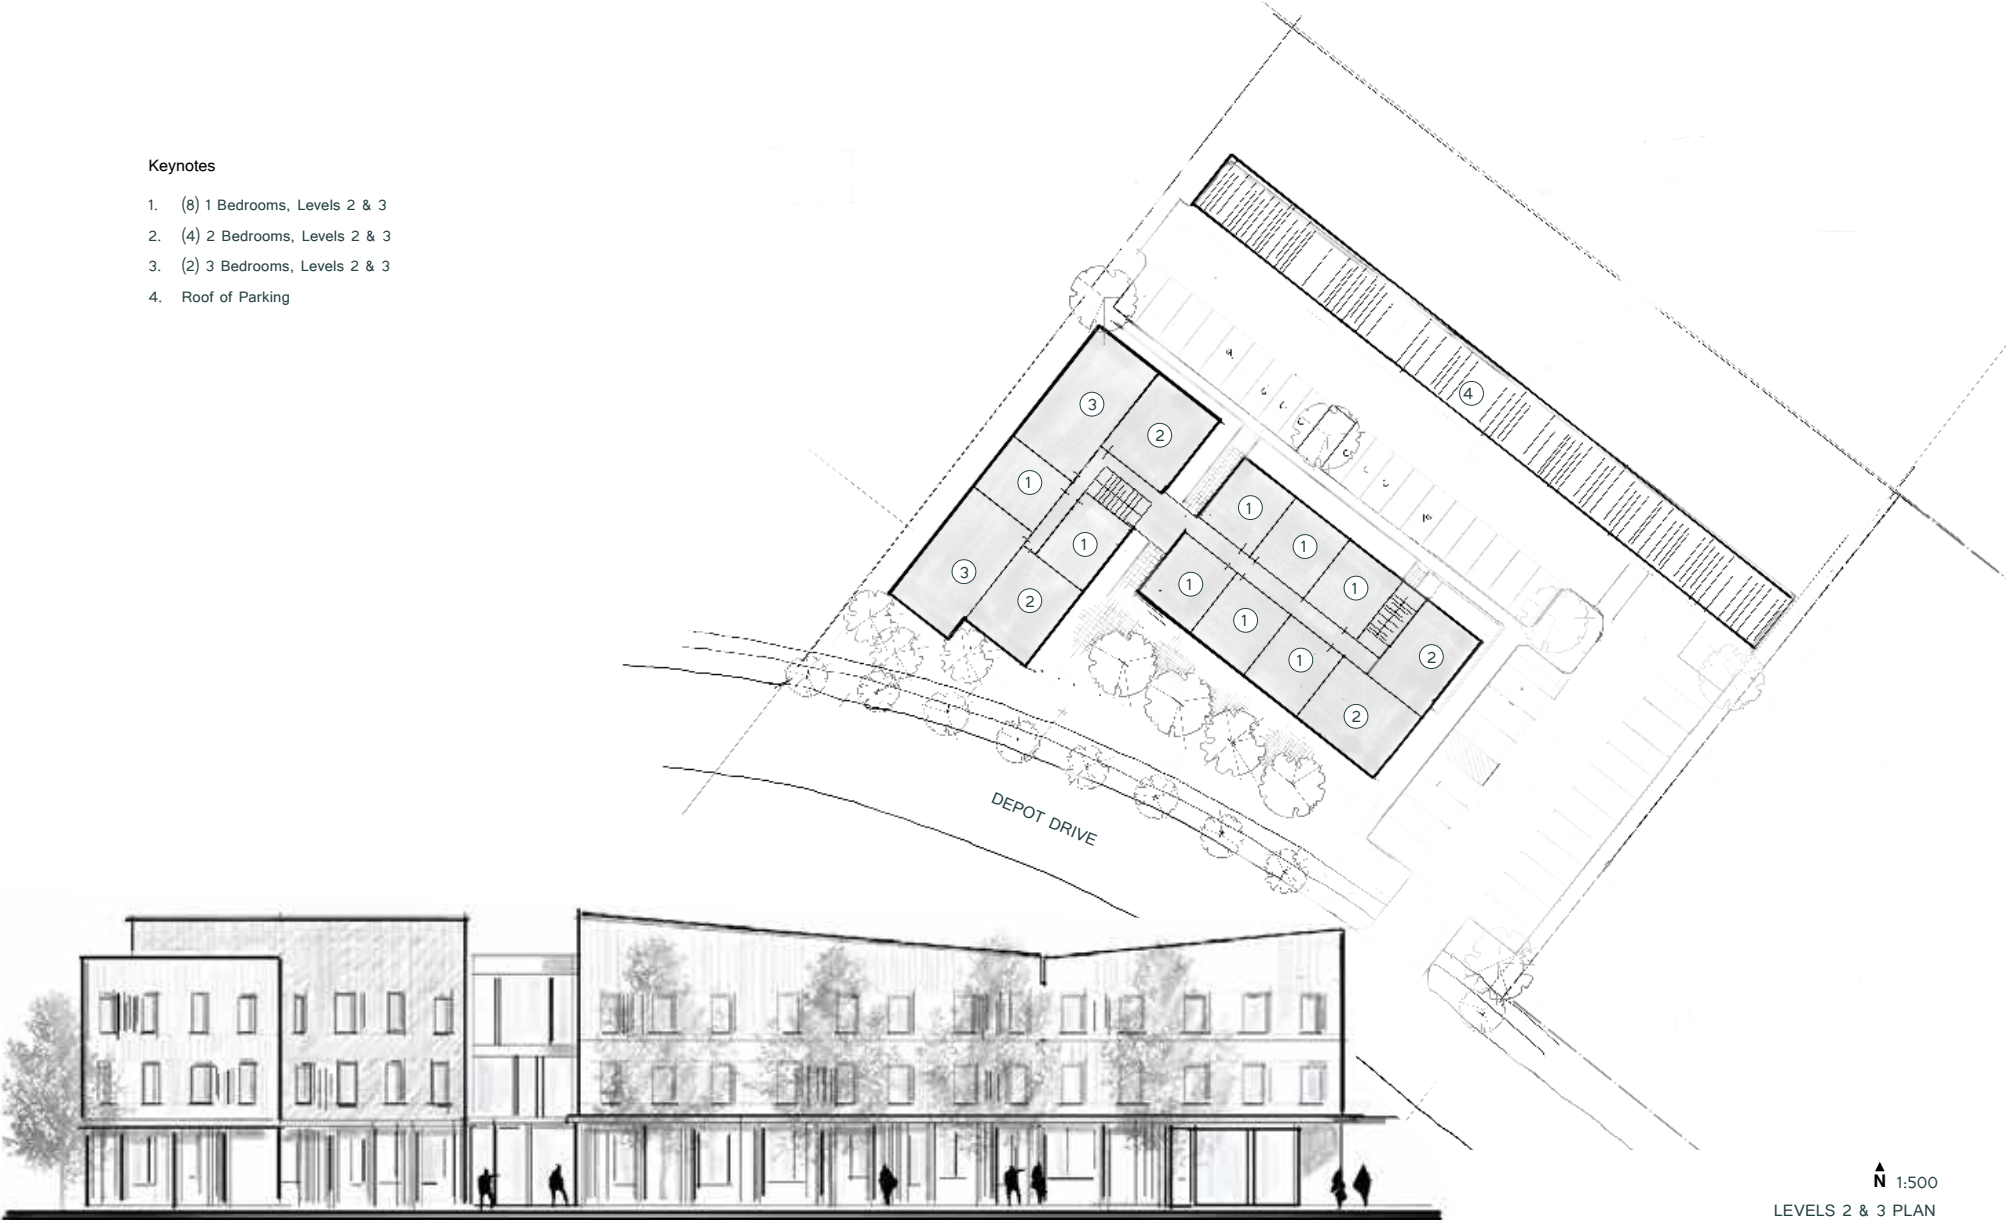 Keynotes
1. (8) 1 Bedrooms, Levels 2 & 3
2. (4) 2 Bedrooms, Levels 2 & 3
3. (2) 3 Bedrooms, Levels 2 & 3
4. Roof of Parking
4
3
2
1
1
1
1
3
1
1
2
1
1
2
2
DEPOT DRIVE
N 1:500
LEVELS 2 & 3 PLAN